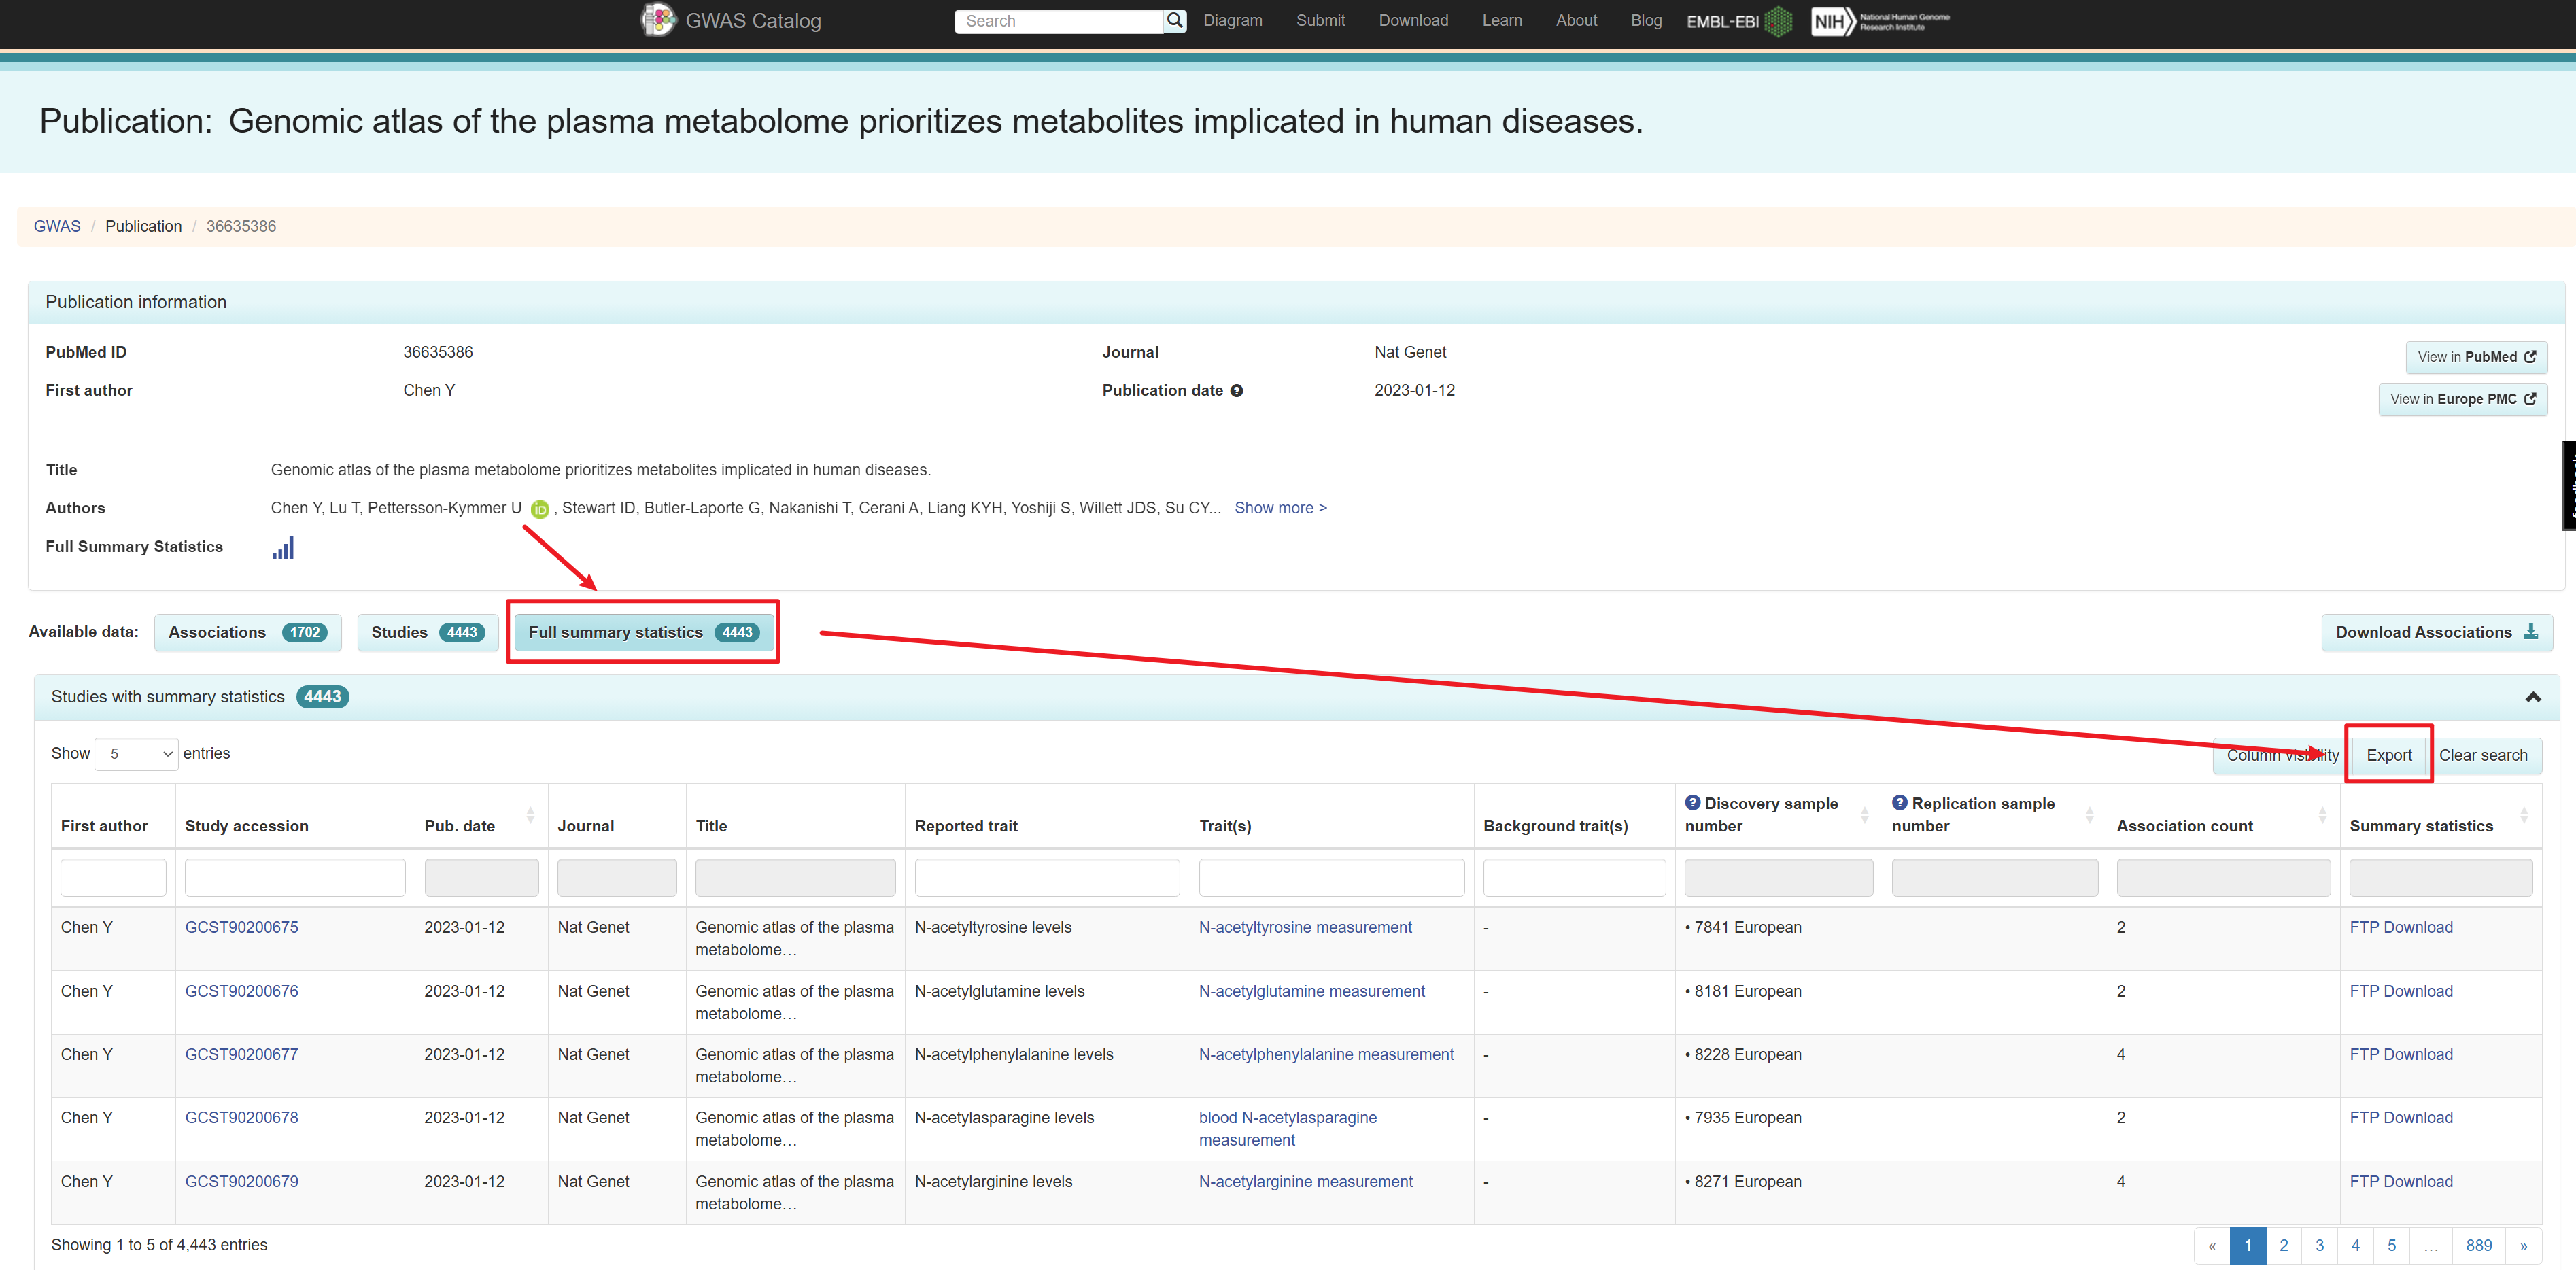 GWAS Catalog
Search
Diagram
Submit
Download
Learn
About
Blog
EMBL-EBI
NIH
National Human Genome
Research Institute
Publication: Genomic atlas of the plasma metabolome prioritizes metabolites implicated in human diseases.
GWAS / Publication / 36635386
Publication information
PubMed ID 36635386 Journal Nat Genet View in PubMed
First author Chen Y Publication date 2023-01-12 View in Europe PMC
Title Genomic atlas of the plasma metabolome prioritizes metabolites implicated in human diseases.
Authors Chen Y, Lu T, Pettersson-Kymmer U iD , Stewart ID, Butler-Laporte G, Nakanishi T, Cerani A, Liang KYH, Yoshiji S, Willett JDS, Su CY... Show more >
Full Summary Statistics
Available data: Associations 1702 Studies 4443 Full summary statistics 4443 Download Associations
Studies with summary statistics 4443
Show 5 entries Column visibility Export Clear search
First author Study accession Pub. date Journal Title Reported trait Trait(s) Background trait(s) Discovery sample number Replication sample number Association count Summary statistics
Chen Y GCST90200675 2023-01-12 Nat Genet Genomic atlas of the plasma N-acetyltyrosine levels N-acetyltyrosine measurement - • 7841 European 2 FTP Download
metabolome…
Chen Y GCST90200676 2023-01-12 Nat Genet Genomic atlas of the plasma N-acetylglutamine levels N-acetylglutamine measurement - • 8181 European 2 FTP Download
metabolome…
Chen Y GCST90200677 2023-01-12 Nat Genet Genomic atlas of the plasma N-acetylphenylalanine levels N-acetylphenylalanine measurement - • 8228 European 4 FTP Download
metabolome…
Chen Y GCST90200678 2023-01-12 Nat Genet Genomic atlas of the plasma N-acetylasparagine levels blood N-acetylasparagine - • 7935 European 2 FTP Download
metabolome… measurement
Chen Y GCST90200679 2023-01-12 Nat Genet Genomic atlas of the plasma N-acetylarginine levels N-acetylarginine measurement - • 8271 European 4 FTP Download
metabolome…
Showing 1 to 5 of 4,443 entries « 1 2 3 4 5 … 889 »